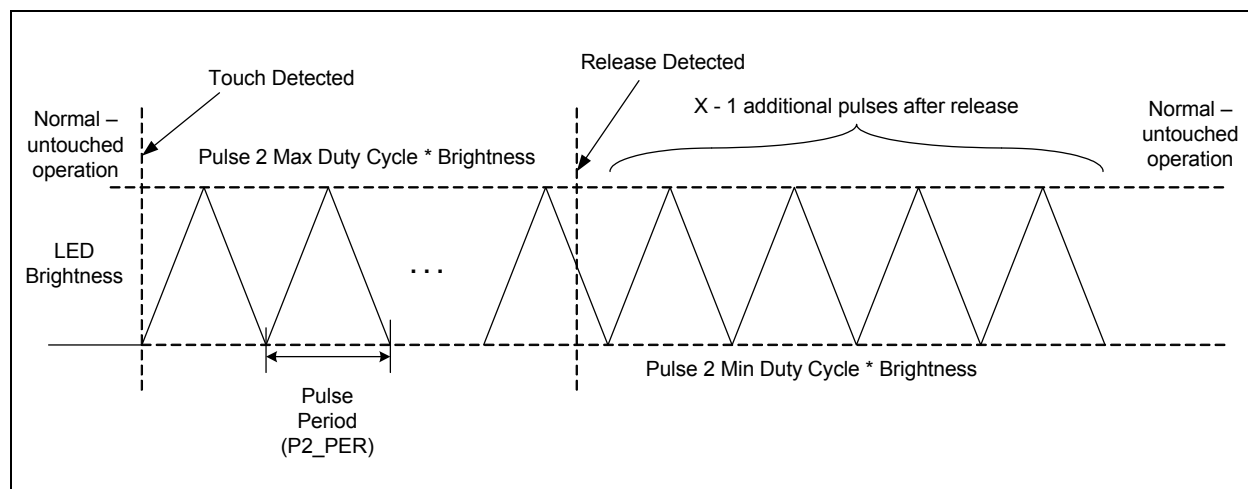 Touch Detected
Release Detected
X - 1 additional pulses after release
Normal –
untouched
operation
Normal –
untouched
operation
Pulse 2 Max Duty Cycle * Brightness
LED
Brightness
. . .
Pulse 2 Min Duty Cycle * Brightness
Pulse
Period
(P2_PER)